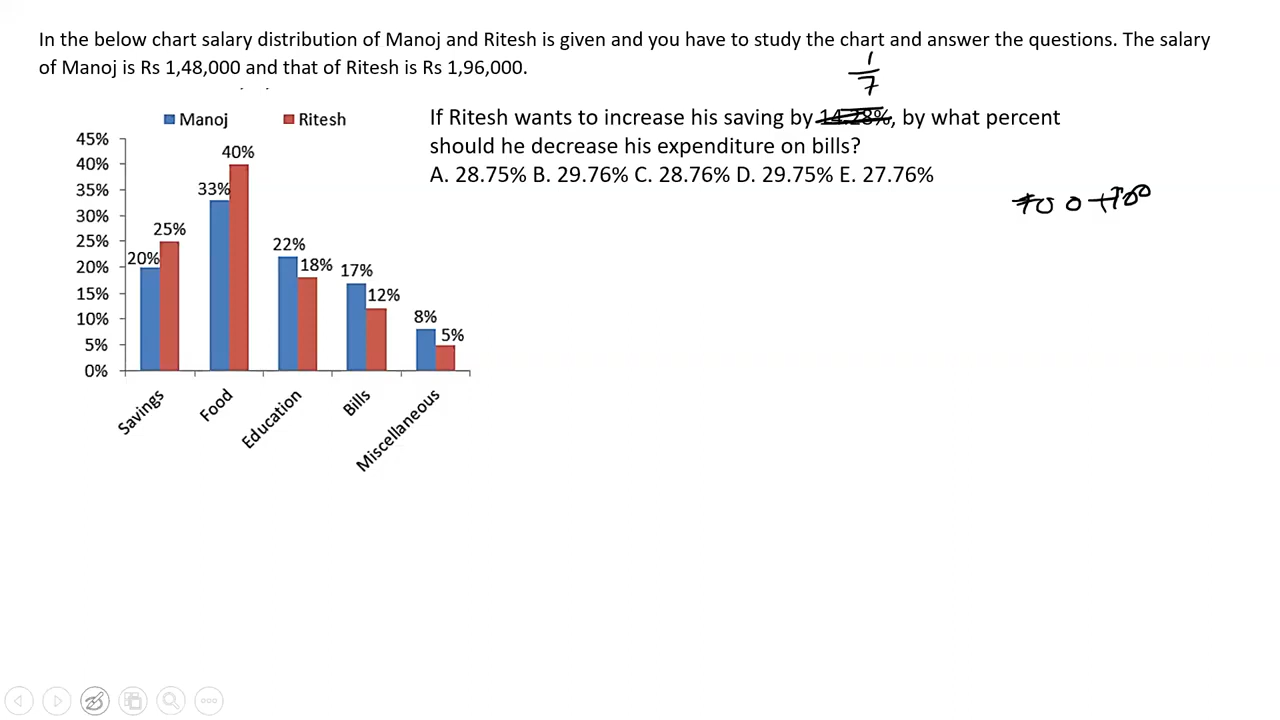 In the below chart salary distribution of Manoj and Ritesh is given and you have to study the chart and answer the questions. The salary
of Manoj is Rs 1,48,000 and that of Ritesh is Rs 1,96,000.
1
7
Manoj Ritesh
If Ritesh wants to increase his saving by 14.28%, by what percent
should he decrease his expenditure on bills?
A. 28.75% B. 29.76% C. 28.76% D. 29.75% E. 27.76%
45%
40%
35%
30%
25%
20%
15%
10%
5%
0%
20% 25%
33% 40%
22% 18%
17% 12%
8% 5%
Savings
Food
Education
Bills
Miscellaneous